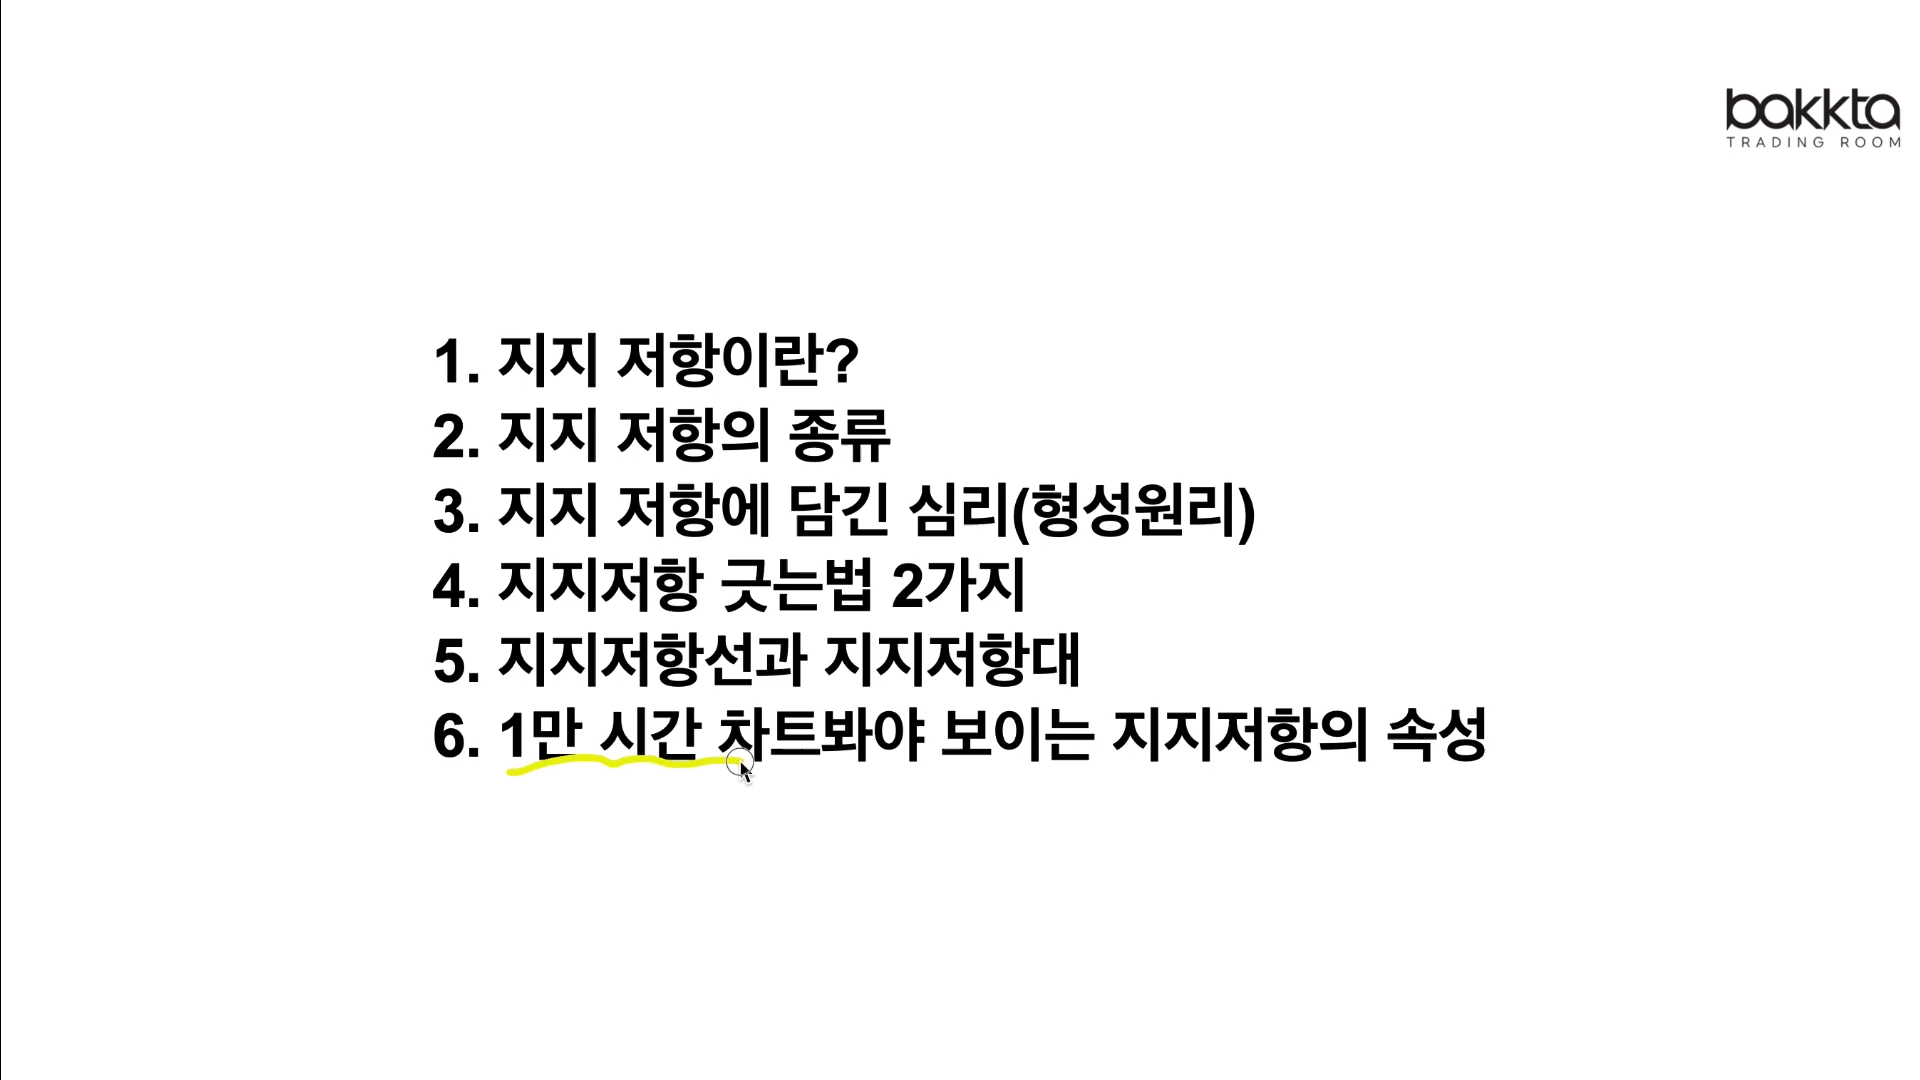 bakkta
TRADING ROOM
1. 지지 저항이란?
2. 지지 저항의 종류
3. 지지 저항에 담긴 심리(형성원리)
4. 지지저항 긋는법 2가지
5. 지지저항선과 지지저항대
6. 1만 시간 차트봐야 보이는 지지저항의 속성